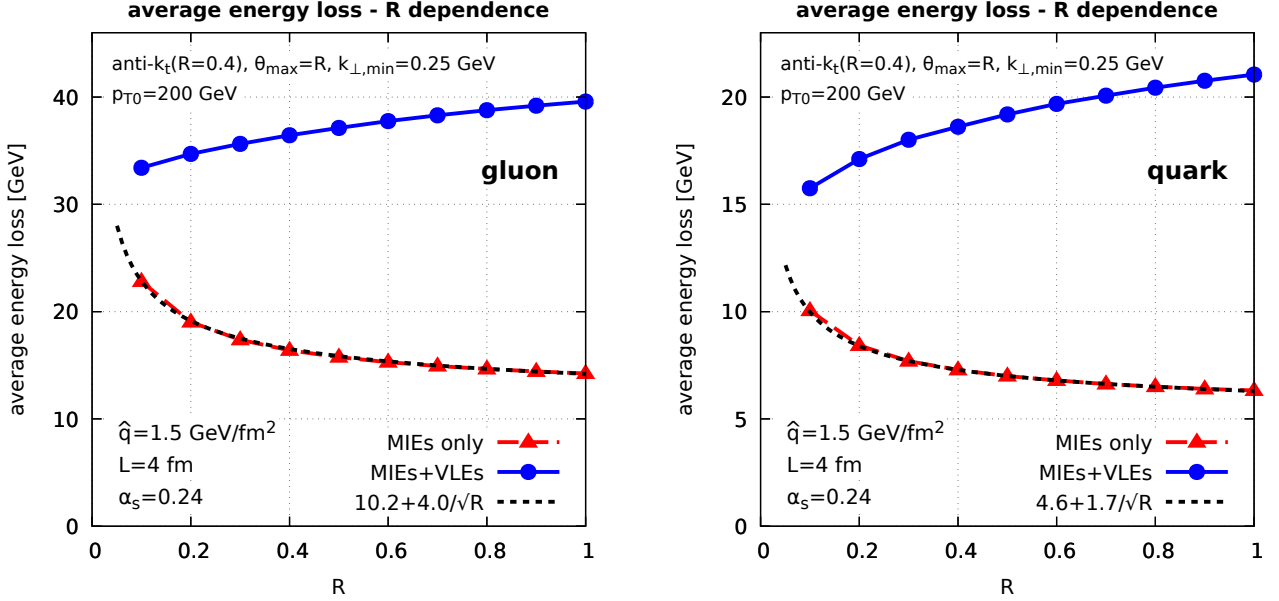 average energy loss - R dependence
anti-kt(R=0.4), θmax=R, k⊥,min=0.25 GeV
pT0=200 GeV
gluon
average energy loss [GeV]
40
30
20
10
0
q̂=1.5 GeV/fm²
L=4 fm
αs=0.24
MIEs only
MIEs+VLEs
10.2+4.0/√R
0 0.2 0.4 0.6 0.8 1
R
average energy loss - R dependence
anti-kt(R=0.4), θmax=R, k⊥,min=0.25 GeV
pT0=200 GeV
quark
average energy loss [GeV]
20
15
10
5
0
q̂=1.5 GeV/fm²
L=4 fm
αs=0.24
MIEs only
MIEs+VLEs
4.6+1.7/√R
0 0.2 0.4 0.6 0.8 1
R